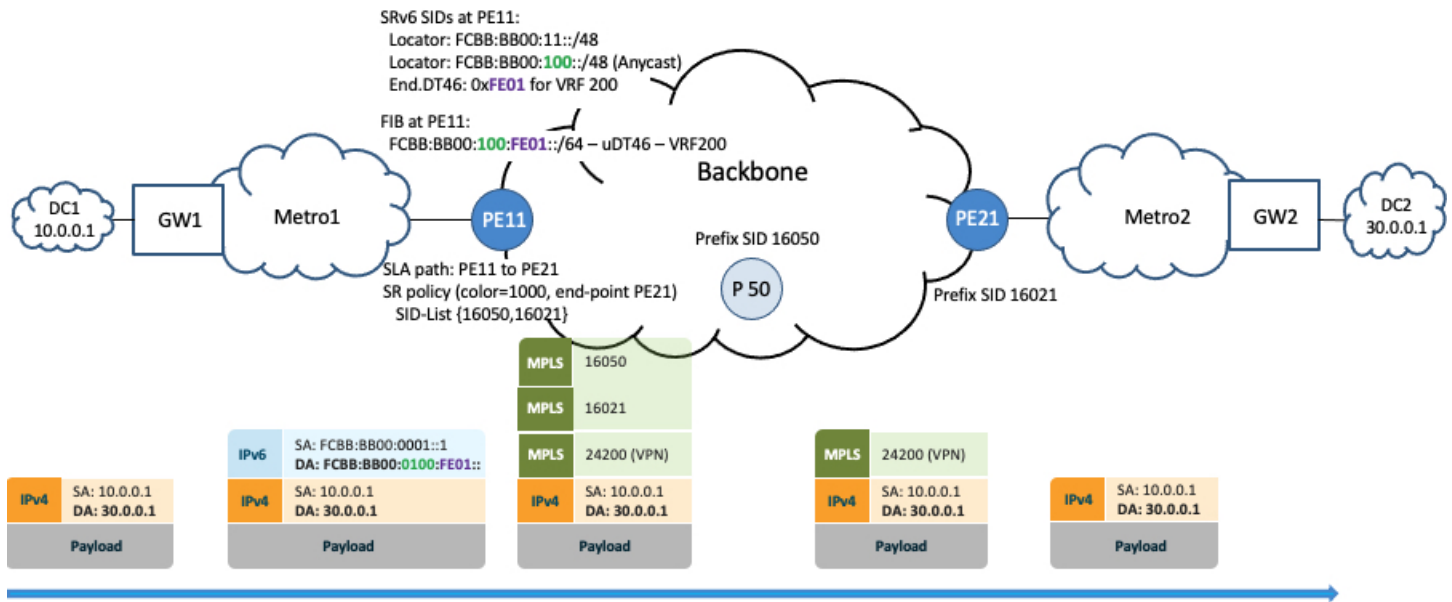 SRv6 SIDs at PE11:
Locator: FCBB:BB00:11::/48
Locator: FCBB:BB00:100::/48 (Anycast)
End.DT46: 0xFE01 for VRF 200
FIB at PE11:
FCBB:BB00:100:FE01::/64 – uDT46 – VRF200
Backbone
DC1
10.0.0.1
GW1
Metro1
PE11
PE21
Metro2
GW2
DC2
30.0.0.1
Prefix SID 16050
P 50
SLA path: PE11 to PE21
SR policy (color=1000, end-point PE21)
SID-List {16050,16021}
Prefix SID 16021
IPv4
SA: 10.0.0.1
DA: 30.0.0.1
Payload
IPv6
SA: FCBB:BB00:0001::1
DA: FCBB:BB00:0100:FE01::
IPv4
SA: 10.0.0.1
DA: 30.0.0.1
Payload
MPLS 16050
MPLS 16021
MPLS 24200 (VPN)
IPv4
SA: 10.0.0.1
DA: 30.0.0.1
Payload
MPLS 24200 (VPN)
IPv4
SA: 10.0.0.1
DA: 30.0.0.1
Payload
IPv4
SA: 10.0.0.1
DA: 30.0.0.1
Payload